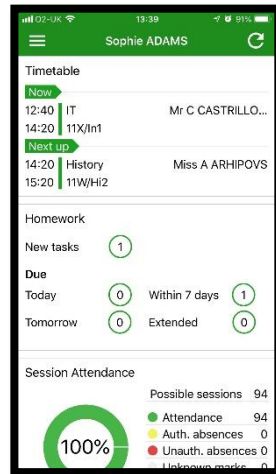 O2-UK 13:39 91%
Sophie ADAMS
Timetable
Now
12:40 IT Mr C CASTRILLO...
14:20 11X/In1
Next up
14:20 History Miss A ARHIPOVS
15:20 11W/Hi2
Homework
New tasks 1
Due
Today 0 Within 7 days 1
Tomorrow 0 Extended 0
Session Attendance
Possible sessions 94
Attendance 94
100%
Auth. absences 0
Unauth. absences 0
Unknown marks 0